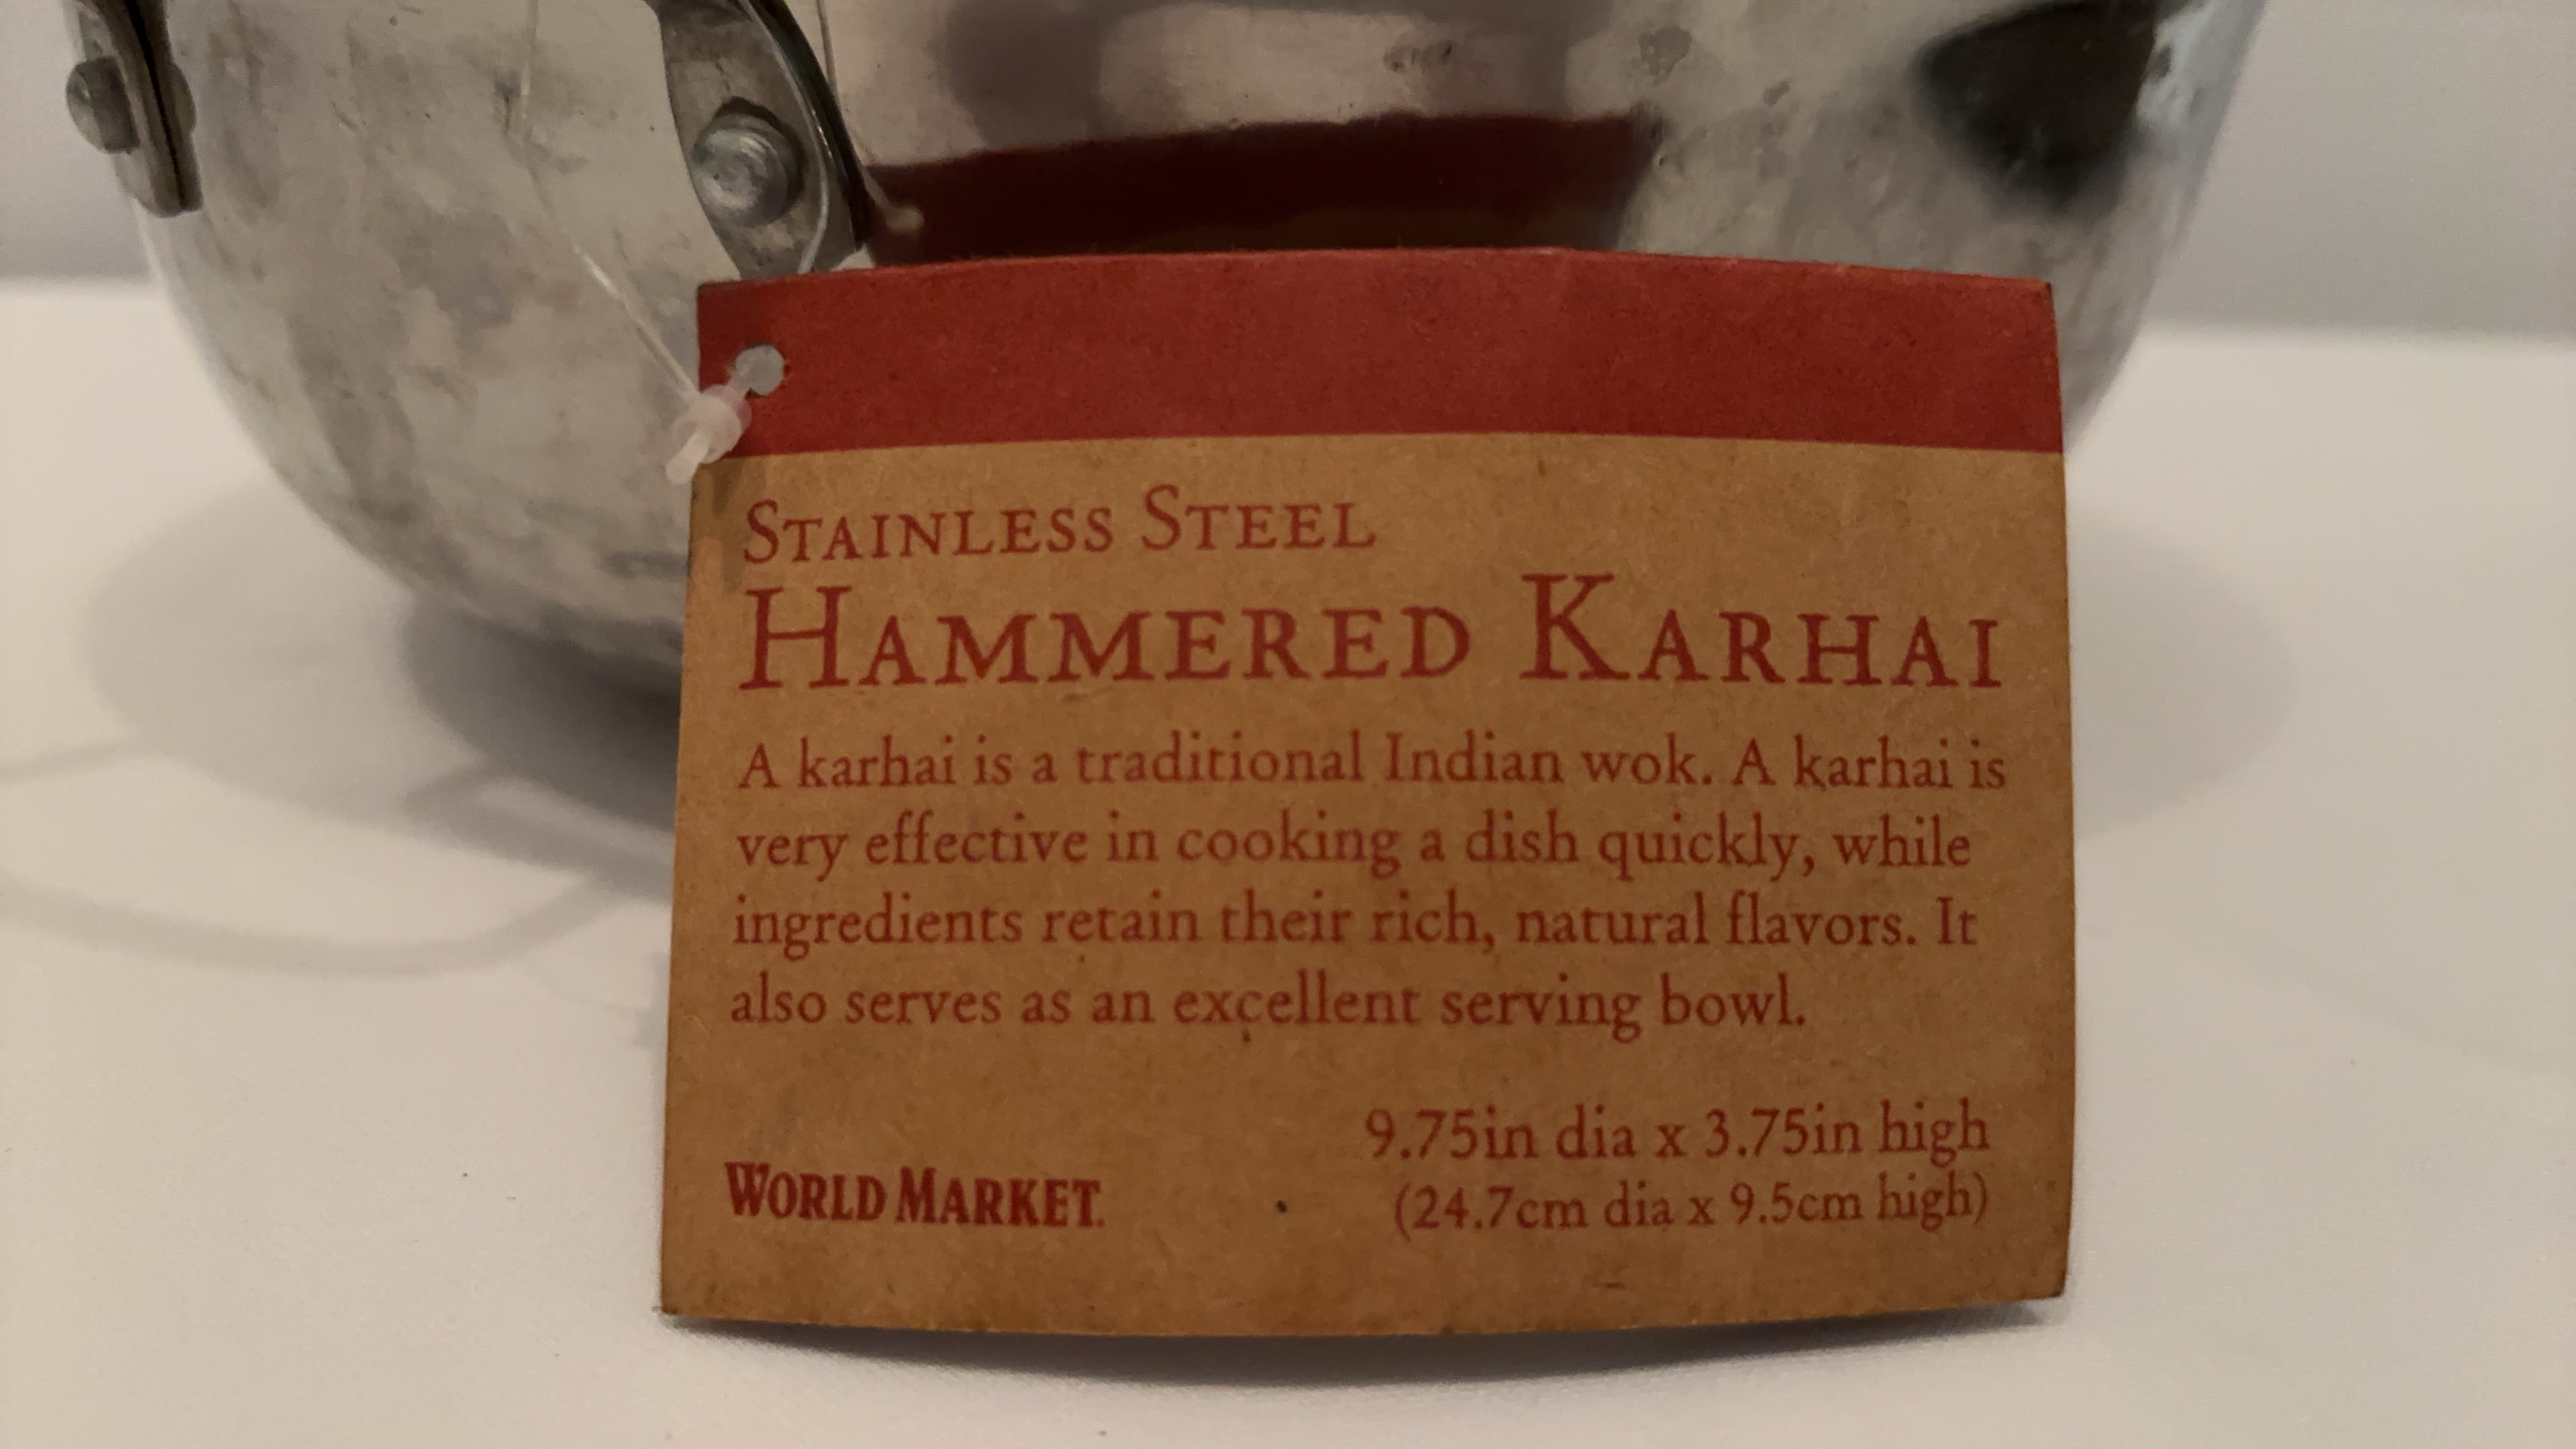 STAINLESS STEEL
HAMMERED KARHAI
A karhai is a traditional Indian wok. A karhai is
very effective in cooking a dish quickly, while
ingredients retain their rich, natural flavors. It
also serves as an excellent serving bowl.
9.75in dia x 3.75in high
WORLD MARKET. (24.7cm dia x 9.5cm high)